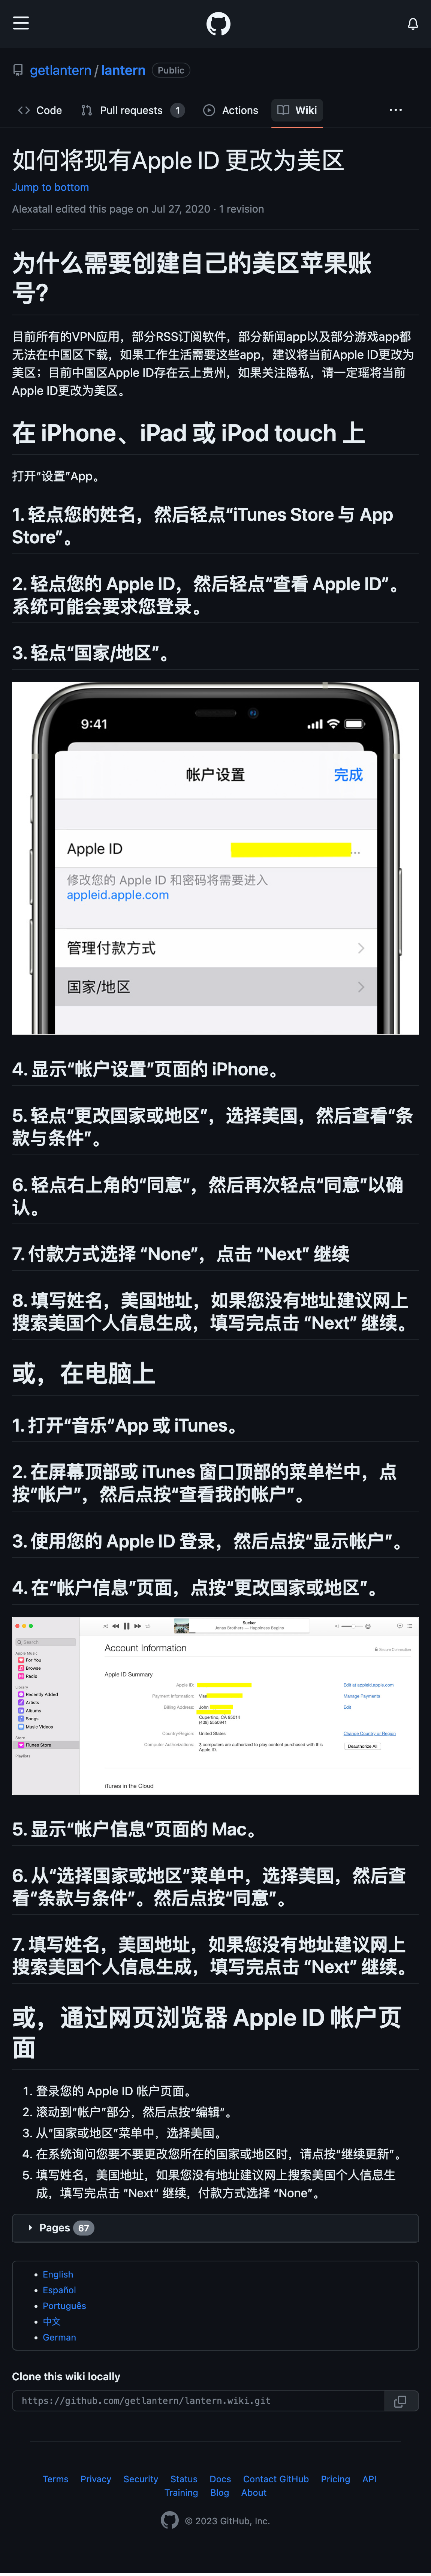 getlantern / lantern Public
Code Pull requests 1 Actions Wiki ...
如何将现有Apple ID 更改为美区
Jump to bottom
Alexatall edited this page on Jul 27, 2020 · 1 revision
为什么需要创建自己的美区苹果账
号?
目前所有的VPN应用，部分RSS订阅软件，部分新闻app以及部分游戏app都
无法在中国区下载，如果工作生活需要这些app，建议将当前Apple ID更改为
美区；目前中国区Apple ID存在云上贵州，如果关注隐私，请一定现将当前
Apple ID更改为美区。
在 iPhone、iPad 或 iPod touch 上
打开“设置”App。
1. 轻点您的姓名，然后轻点“iTunes Store 与 App
Store”。
2. 轻点您的 Apple ID，然后轻点“查看 Apple ID”。
系统可能会要求您登录。
3. 轻点“国家/地区”。
9:41
帐户设置 完成
Apple ID ...
修改您的 Apple ID 和密码将需要进入
appleid.apple.com
管理付款方式
国家/地区
4. 显示“帐户设置”页面的 iPhone。
5. 轻点“更改国家或地区”，选择美国，然后查看“条
款与条件”。
6. 轻点右上角的“同意”，然后再次轻点“同意”以确
认。
7. 付款方式选择 “None”，点击 “Next” 继续
8. 填写姓名，美国地址，如果您没有地址建议网上
搜索美国个人信息生成，填写完点击 “Next” 继续。
或，在电脑上
1. 打开“音乐”App 或 iTunes。
2. 在屏幕顶部或 iTunes 窗口顶部的菜单栏中，点
按“帐户”，然后点按“查看我的帐户”。
3. 使用您的 Apple ID 登录，然后点按“显示帐户”。
4. 在“帐户信息”页面，点按“更改国家或地区”。
Sucker
Jonas Brothers — Happiness Begins
Search
Apple Music
For You
Browse
Radio
Library
Recently Added
Artists
Albums
Songs
Music Videos
Store
iTunes Store
Playlists
Account Information Secure Connection
Apple ID Summary
Apple ID: Edit at appleid.apple.com
Payment Information: Visa Manage Payments
Billing Address: John Edit
Cupertino, CA 95014
(408) 5550941
Country/Region: United States Change Country or Region
Computer Authorizations: 2 computers are authorized to play content purchased with this
Apple ID. Deauthorize All
iTunes in the Cloud
5. 显示“帐户信息”页面的 Mac。
6. 从“选择国家或地区”菜单中，选择美国，然后查
看“条款与条件”。然后点按“同意”。
7. 填写姓名，美国地址，如果您没有地址建议网上
搜索美国个人信息生成，填写完点击 “Next” 继续。
或，通过网页浏览器 Apple ID 帐户页
面
1. 登录您的 Apple ID 帐户页面。
2. 滚动到“帐户”部分，然后点按“编辑”。
3. 从“国家或地区”菜单中，选择美国。
4. 在系统询问您要不要更改您所在的国家或地区时，请点按“继续更新”。
5. 填写姓名，美国地址，如果您没有地址建议网上搜索美国个人信息生
成，填写完点击 “Next” 继续，付款方式选择 “None”。
Pages 67
English
Español
Português
中文
German
Clone this wiki locally
https://github.com/getlantern/lantern.wiki.git
Terms Privacy Security Status Docs Contact GitHub Pricing API
Training Blog About
© 2023 GitHub, Inc.